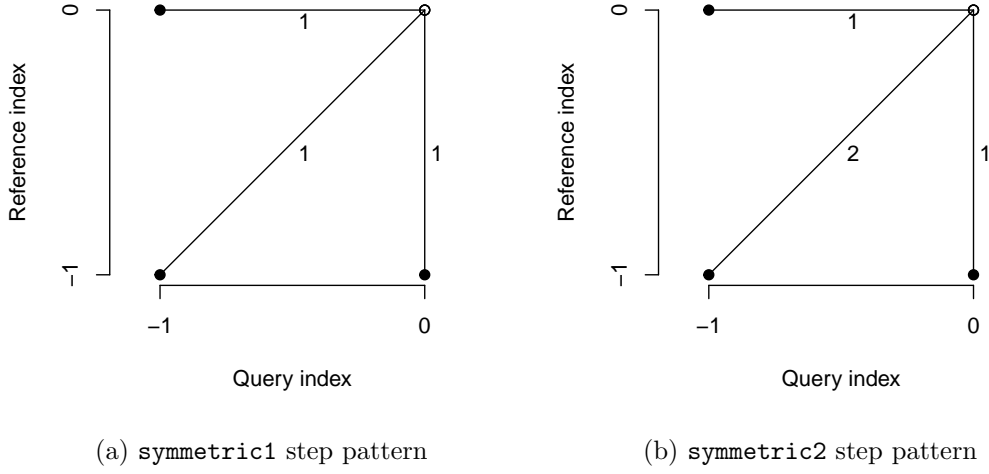 0
1
1
1
−1
−1
0
Reference index
Query index
(a) symmetric1 step pattern
0
1
2
1
−1
−1
0
Reference index
Query index
(b) symmetric2 step pattern